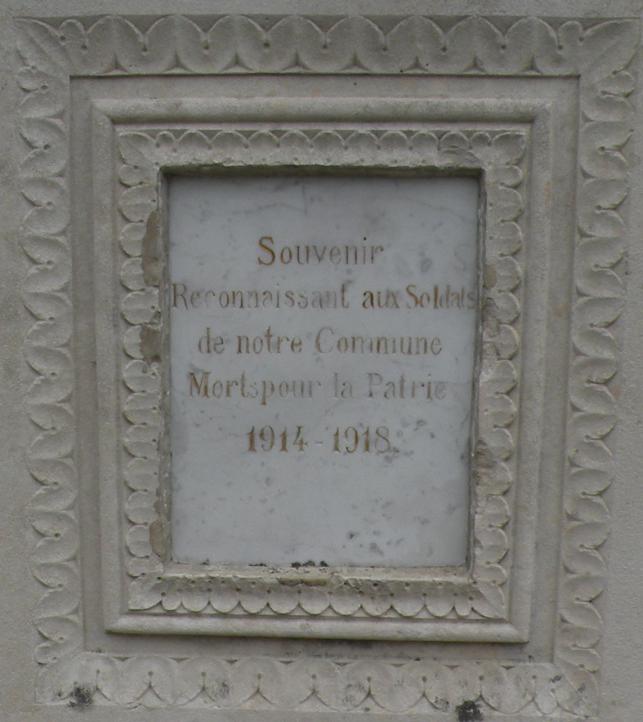 Souvenir
Reconnaissant aux Soldats
de notre Commune
Morts pour la Patrie
1914-1918.